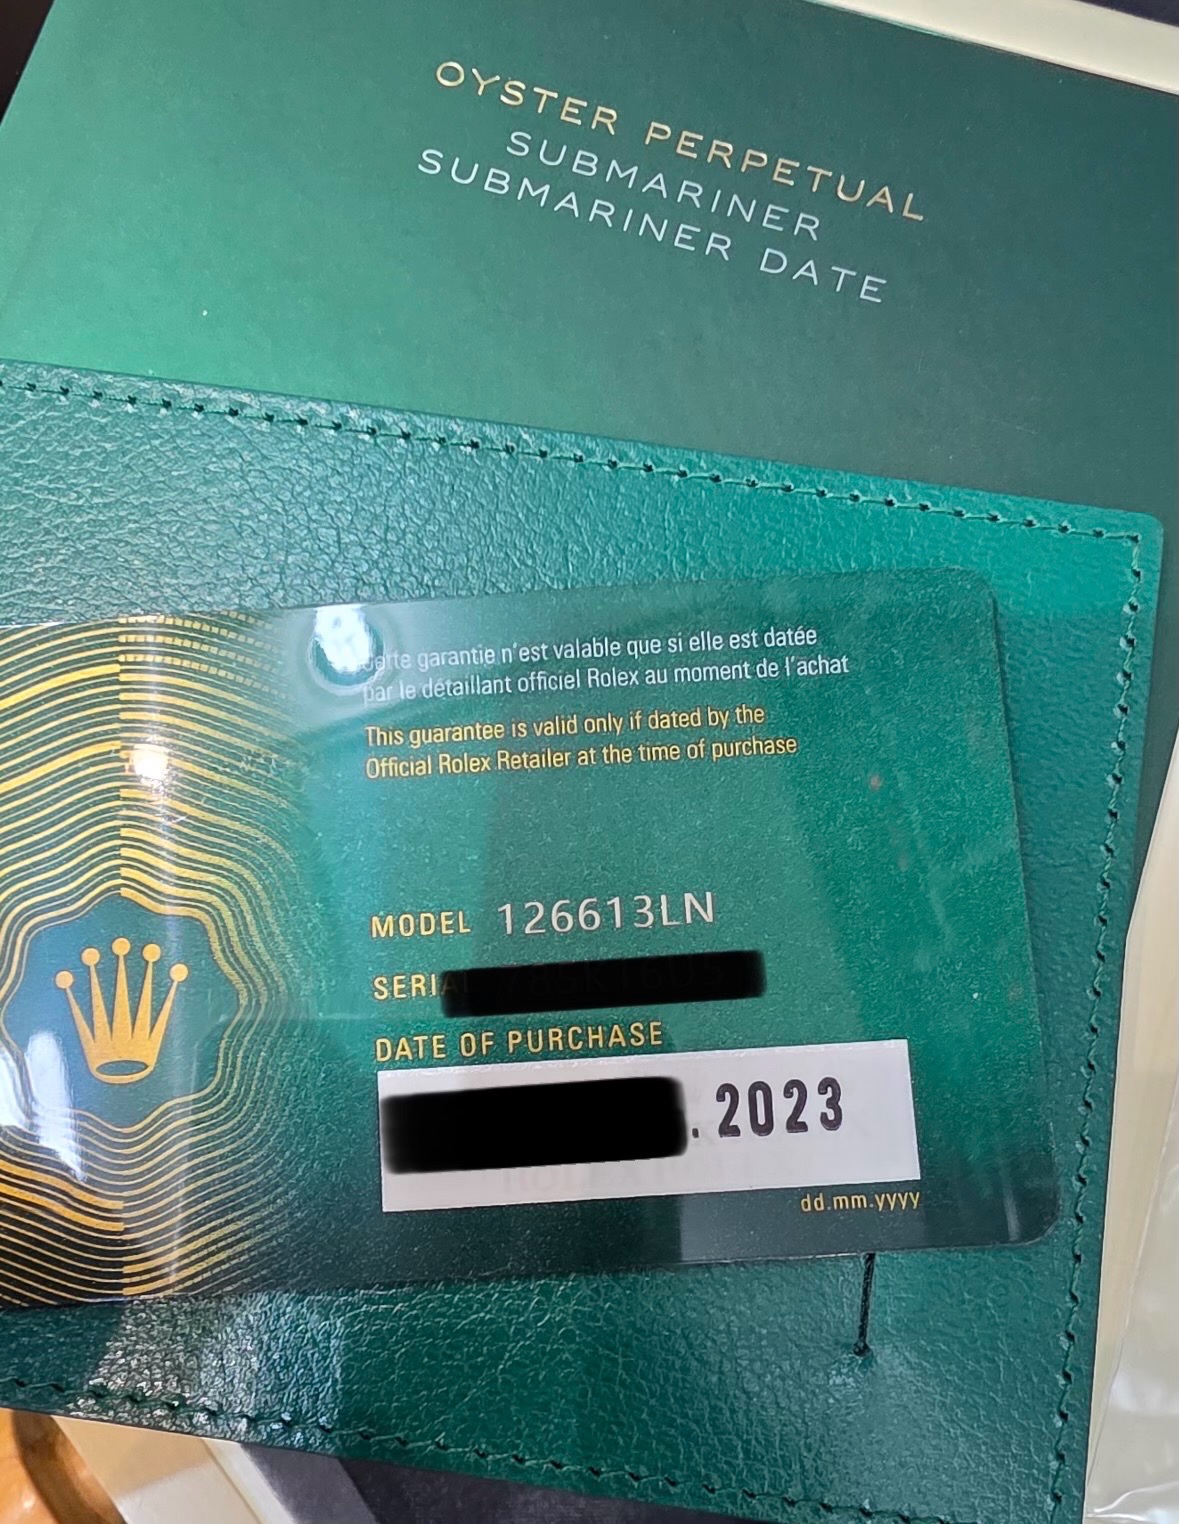 OYSTER PERPETUAL
SUBMARINER
SUBMARINER DATE
Cette garantie n'est valable que si elle est datée
par le détaillant officiel Rolex au moment de l'achat
This guarantee is valid only if dated by the
Official Rolex Retailer at the time of purchase
MODEL 126613LN
SERIAL
DATE OF PURCHASE
.2023
dd.mm.yyyy